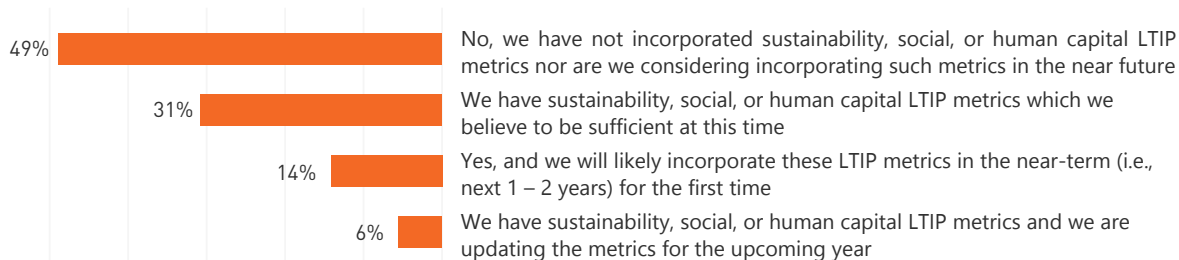 49%
No, we have not incorporated sustainability, social, or human capital LTIP
metrics nor are we considering incorporating such metrics in the near future
31%
We have sustainability, social, or human capital LTIP metrics which we
believe to be sufficient at this time
14%
Yes, and we will likely incorporate these LTIP metrics in the near-term (i.e.,
next 1 – 2 years) for the first time
6%
We have sustainability, social, or human capital LTIP metrics and we are
updating the metrics for the upcoming year